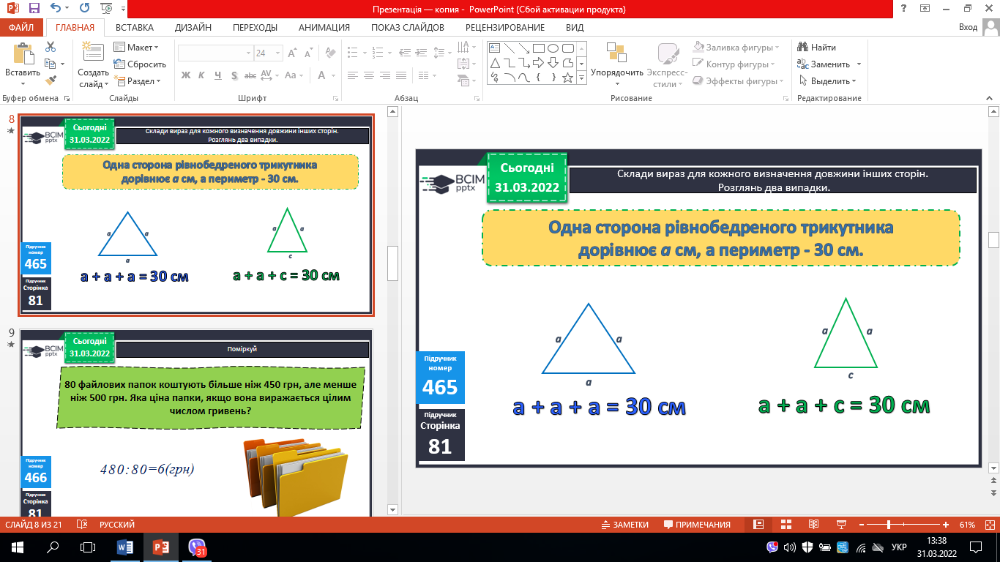 Презентація — копия - PowerPoint (Сбой активации продукта)
ФАЙЛ ГЛАВНАЯ ВСТАВКА ДИЗАЙН ПЕРЕХОДЫ АНИМАЦИЯ ПОКАЗ СЛАЙДОВ РЕЦЕНЗИРОВАНИЕ ВИД Вход
Вставить
Буфер обмена
Создать слайд
Макет
Сбросить
Раздел
Слайды
24
Ж К Ч S abc AV Aa A
Шрифт
Абзац
Упорядочить
Экспресс-стили
Заливка фигуры
Контур фигуры
Эффекты фигуры
Рисование
Найти
Заменить
Выделить
Редактирование
8
Сьогодні
31.03.2022
BCIM
pptx
Склади вираз для кожного визначення довжини інших сторін.
Розглянь два випадки.
Одна сторона рівнобедреного трикутника
дорівнює а см, а периметр - 30 см.
а а
а
а а
с
Підручник
номер
465
Підручник
Сторінка
81
а + а + а = 30 см
а + а + с = 30 см
9
Сьогодні
31.03.2022
BCIM
pptx
Поміркуй
80 файлових папок коштують більше ніж 450 грн, але менше
ніж 500 грн. Яка ціна папки, якщо вона виражається цілим
числом гривень?
480:80=6(грн)
Підручник
номер
466
Підручник
Сторінка
81
Сьогодні
31.03.2022
BCIM
pptx
Склади вираз для кожного визначення довжини інших сторін.
Розглянь два випадки.
Одна сторона рівнобедреного трикутника
дорівнює а см, а периметр - 30 см.
а а
а
а а
с
Підручник
номер
465
Підручник
Сторінка
81
а + а + а = 30 см
а + а + с = 30 см
СЛАЙД 8 ИЗ 21 РУССКИЙ ЗАМЕТКИ ПРИМЕЧАНИЯ 61%
31
УКР
13:38
31.03.2022